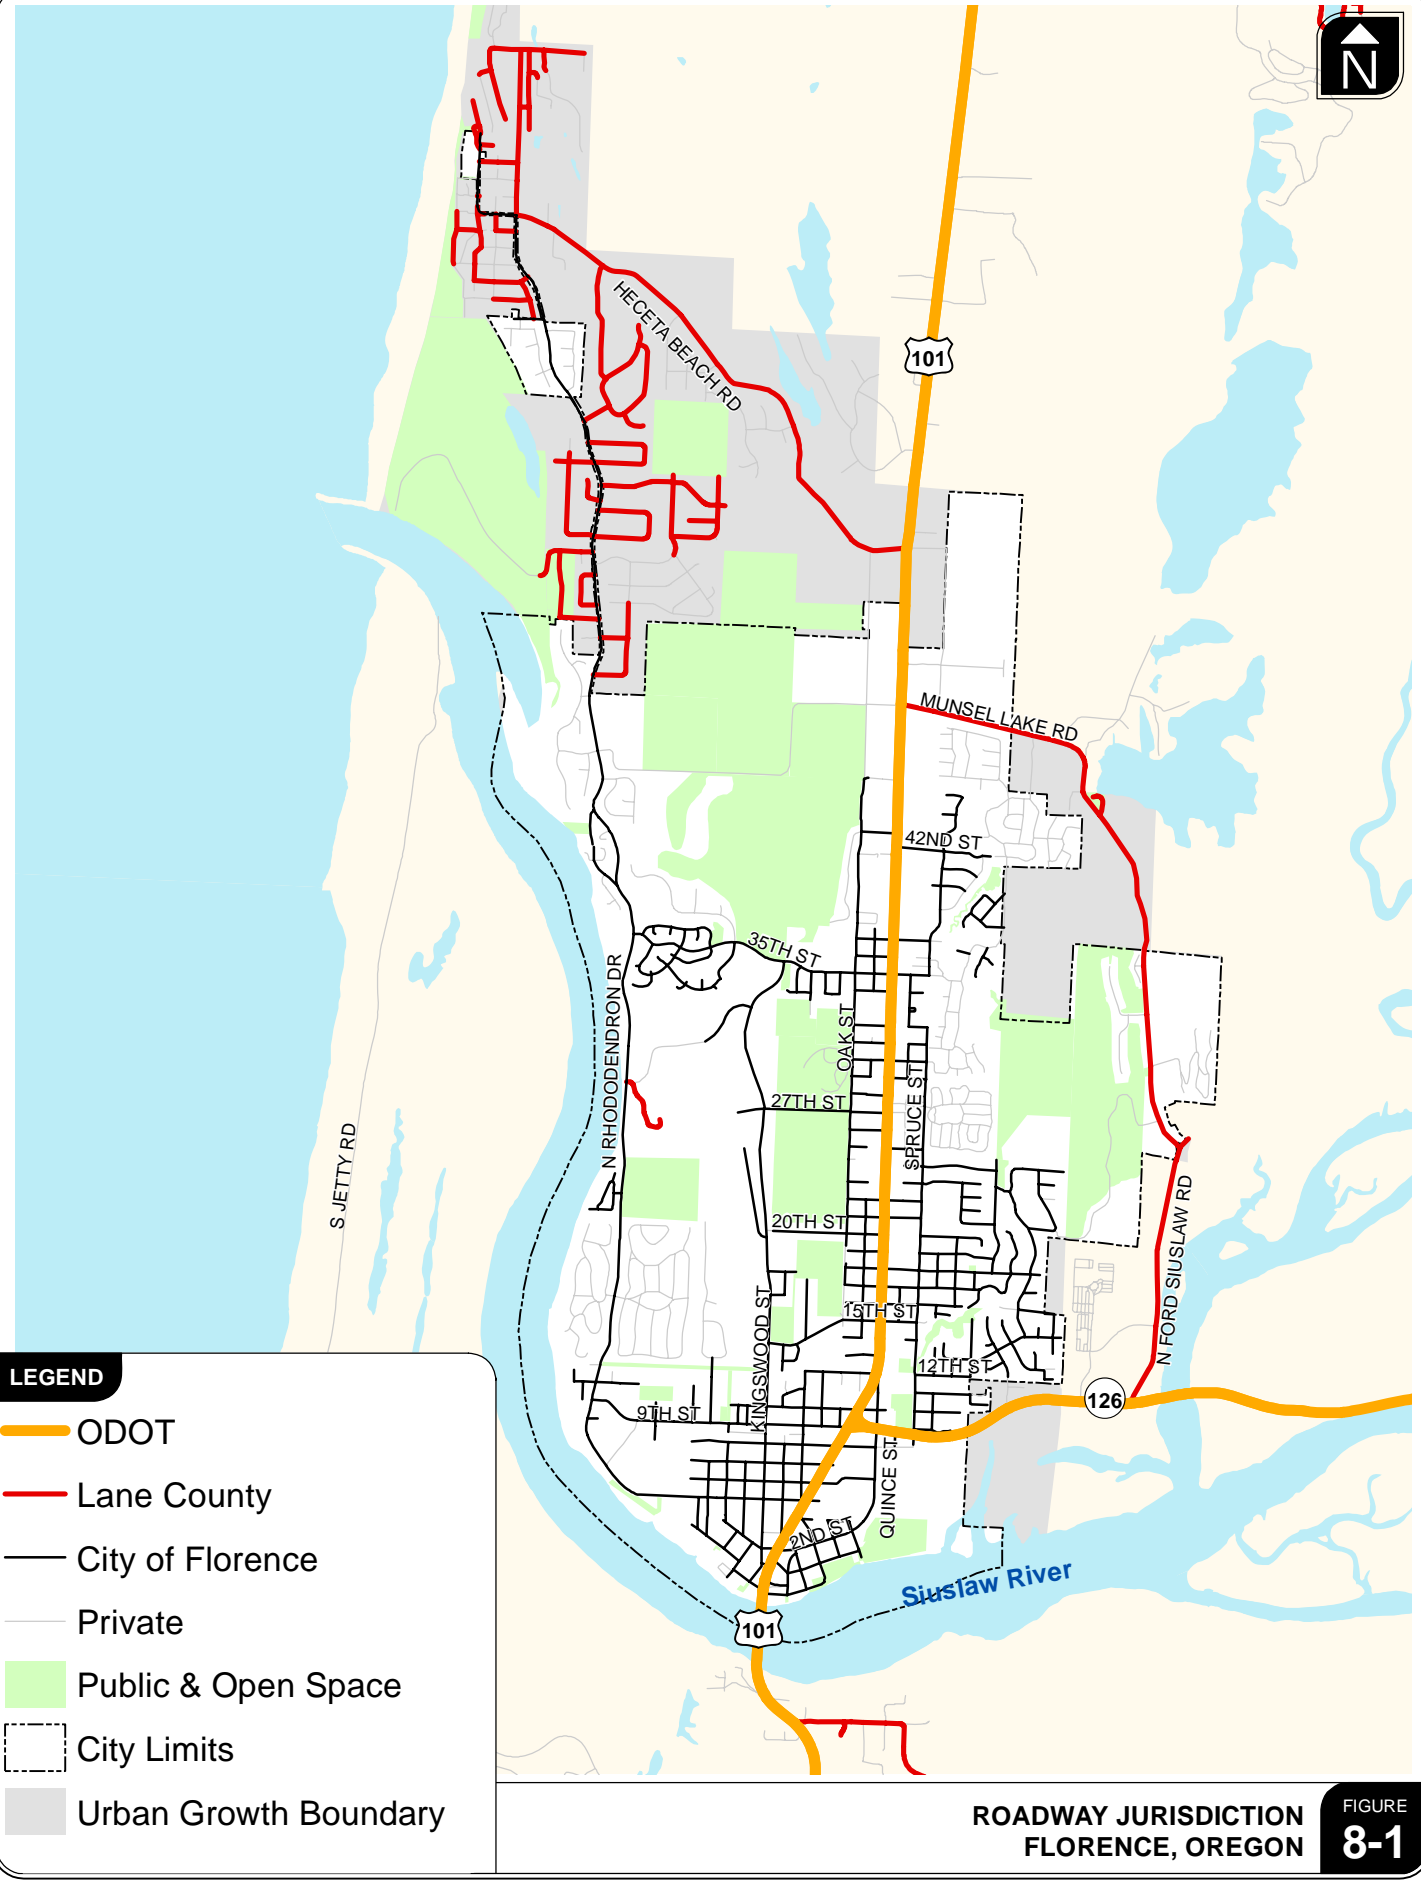 N
HECETA BEACH RD
101
MUNSEL LAKE RD
42ND ST
35TH ST
N RHODODENDRON DR
OAK ST
27TH ST
SPRUCE ST
S JETTY RD
20TH ST
N FORD SIUSLAW RD
KINGSWOOD ST
15TH ST
12TH ST
126
9TH ST
QUINCE ST
2ND ST
Siuslaw River
101
LEGEND
ODOT
Lane County
City of Florence
Private
Public & Open Space
City Limits
Urban Growth Boundary
ROADWAY JURISDICTION
FLORENCE, OREGON
FIGURE
8-1